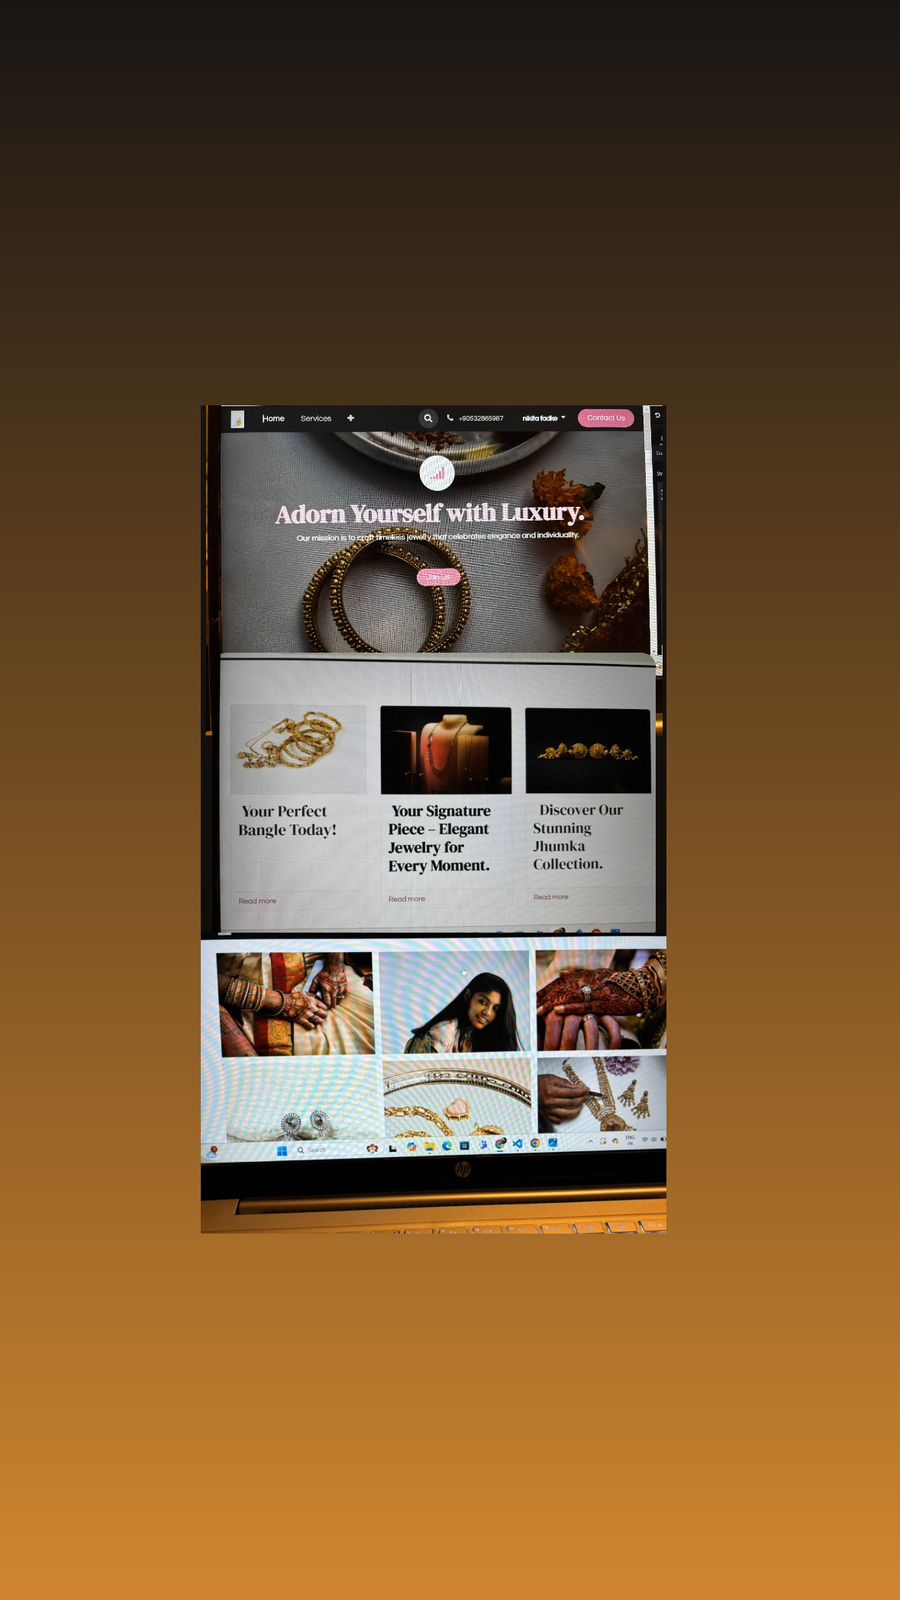 Home Services + +90532865987 nikita fadke Contact Us
Adorn Yourself with Luxury.
Our mission is to craft timeless jewelry that celebrates elegance and individuality.
Join Us
Your Perfect
Bangle Today!
Read more
Your Signature
Piece – Elegant
Jewelry for
Every Moment.
Read more
Discover Our
Stunning
Jhumka
Collection.
Read more
Search
ENG
hp